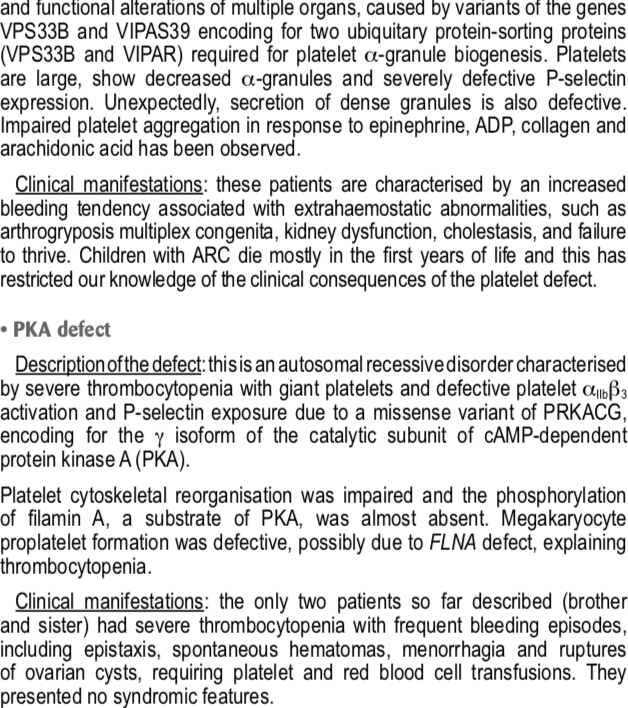 and functional alterations of multiple organs, caused by variants of the genes
VPS33B and VIPAS39 encoding for two ubiquitary protein-sorting proteins
(VPS33B and VIPAR) required for platelet α-granule biogenesis. Platelets
are large, show decreased α-granules and severely defective P-selectin
expression. Unexpectedly, secretion of dense granules is also defective.
Impaired platelet aggregation in response to epinephrine, ADP, collagen and
arachidonic acid has been observed.
Clinical manifestations: these patients are characterised by an increased
bleeding tendency associated with extrahaemostatic abnormalities, such as
arthrogryposis multiplex congenita, kidney dysfunction, cholestasis, and failure
to thrive. Children with ARC die mostly in the first years of life and this has
restricted our knowledge of the clinical consequences of the platelet defect.
• PKA defect
Description of the defect: this is an autosomal recessive disorder characterised
by severe thrombocytopenia with giant platelets and defective platelet αIIbβ3
activation and P-selectin exposure due to a missense variant of PRKACG,
encoding for the γ isoform of the catalytic subunit of cAMP-dependent
protein kinase A (PKA).
Platelet cytoskeletal reorganisation was impaired and the phosphorylation
of filamin A, a substrate of PKA, was almost absent. Megakaryocyte
proplatelet formation was defective, possibly due to FLNA defect, explaining
thrombocytopenia.
Clinical manifestations: the only two patients so far described (brother
and sister) had severe thrombocytopenia with frequent bleeding episodes,
including epistaxis, spontaneous hematomas, menorrhagia and ruptures
of ovarian cysts, requiring platelet and red blood cell transfusions. They
presented no syndromic features.